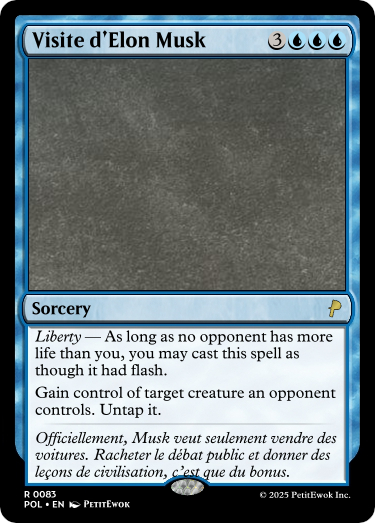 Visite d'Elon Musk 3
Sorcery
Liberty — As long as no opponent has more
life than you, you may cast this spell as
though it had flash.
Gain control of target creature an opponent
controls. Untap it.
Officiellement, Musk veut seulement vendre des
voitures. Racheter le débat public et donner des
leçons de civilisation, c'est que du bonus.
R 0083
POL • EN PetitEwok
© 2025 PetitEwok Inc.